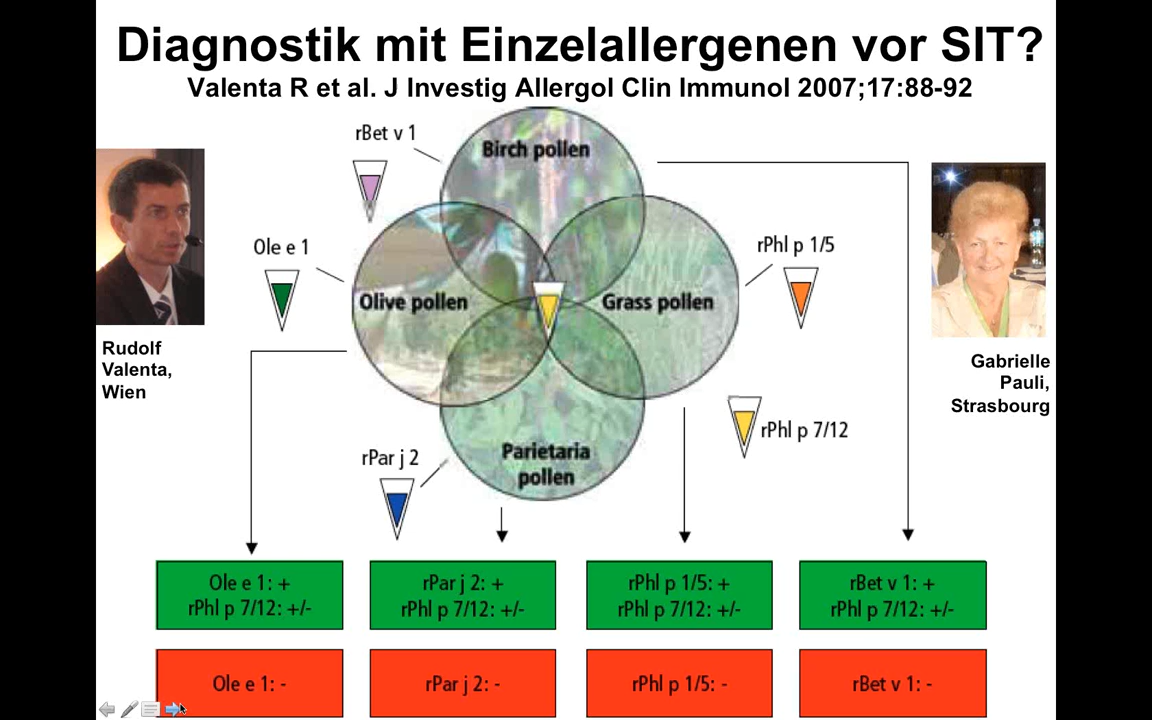 Diagnostik mit Einzelallergenen vor SIT?
Valenta R et al. J Investig Allergol Clin Immunol 2007;17:88-92
rBet v 1
Birch pollen
Ole e 1
rPhl p 1/5
Olive pollen
Grass pollen
Rudolf
Valenta,
Wien
Gabrielle
Pauli,
Strasbourg
rPhl p 7/12
rPar j 2
Parietaria
pollen
Ole e 1: +
rPhl p 7/12: +/-
rPar j 2: +
rPhl p 7/12: +/-
rPhl p 1/5: +
rPhl p 7/12: +/-
rBet v 1: +
rPhl p 7/12: +/-
Ole e 1: -
rPar j 2: -
rPhl p 1/5: -
rBet v 1: -